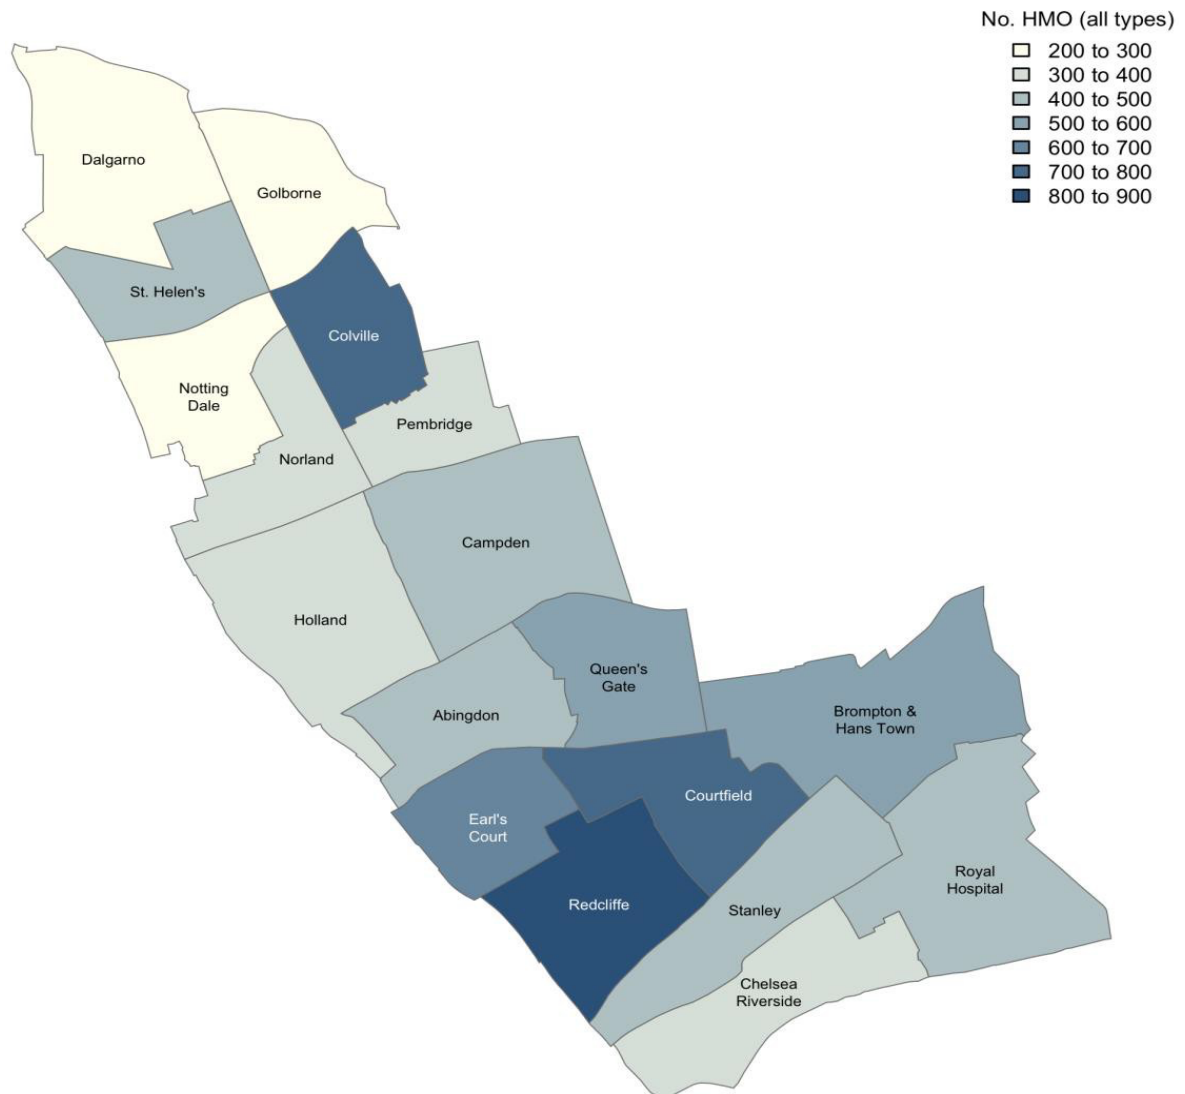 No. HMO (all types)
200 to 300
300 to 400
400 to 500
500 to 600
600 to 700
700 to 800
800 to 900
Dalgarno
Golborne
St. Helen's
Colville
Notting
Dale
Pembridge
Norland
Campden
Holland
Queen's
Gate
Abingdon
Brompton &
Hans Town
Courtfield
Earl's
Court
Royal
Hospital
Redcliffe
Stanley
Chelsea
Riverside